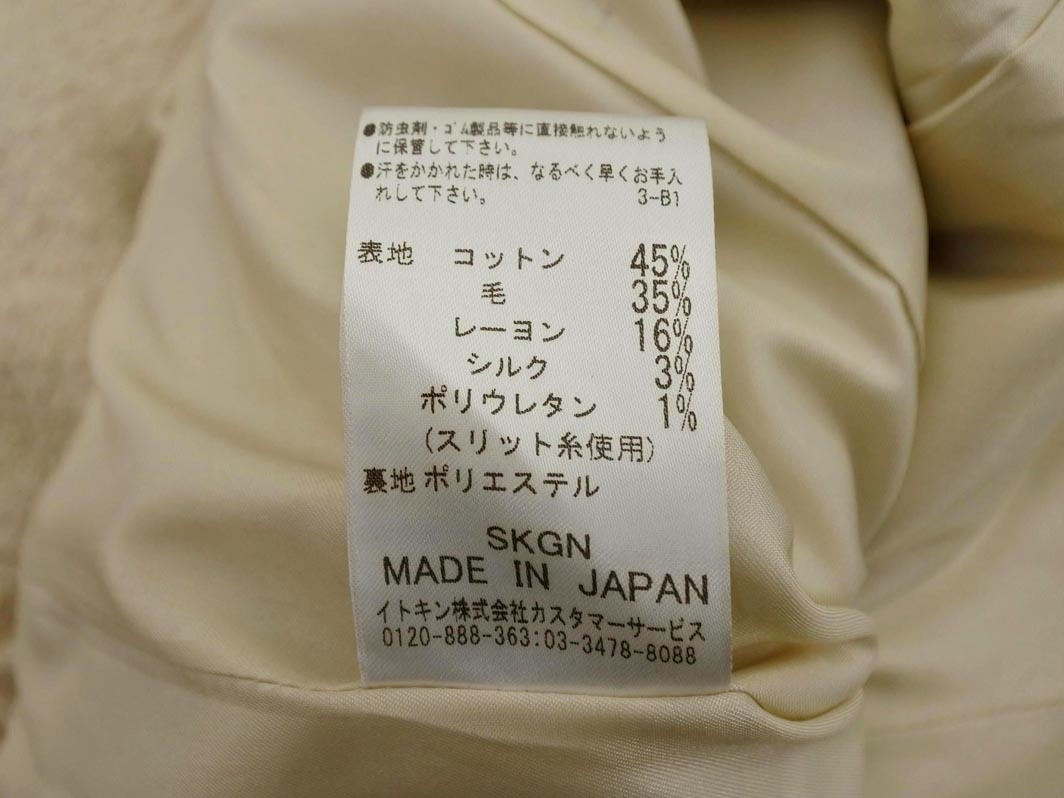 ●防虫剤・ゴム製品等に直接触れないよう
に保管して下さい。
●汗をかかれた時は、なるべく早くお手入
れして下さい。 3-B1
表地 コットン 45%
毛 35%
レーヨン 16%
シルク 3%
ポリウレタン 1%
(スリット糸使用)
裏地 ポリエステル
SKGN
MADE IN JAPAN
イトキン株式会社カスタマーサービス
0120-888-363:03-3478-8088